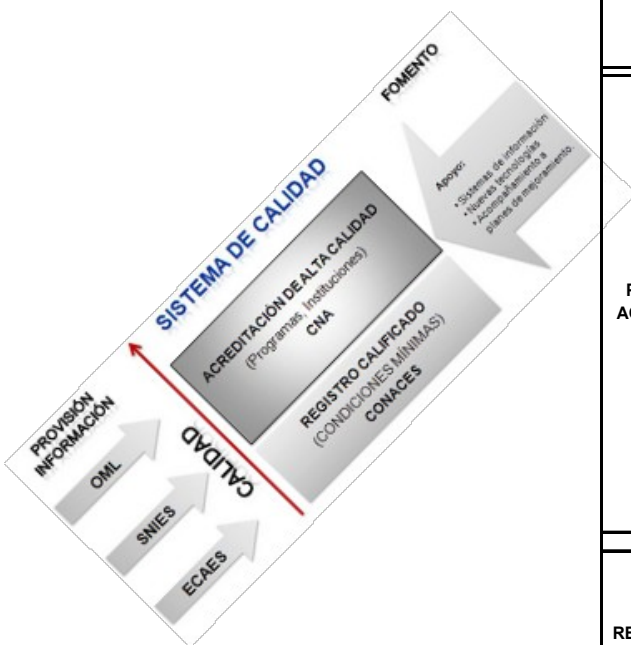 FOMENTO
Apoyo:
• Sistemas de información
• Nuevas tecnologías
• Acompañamiento a
planes de mejoramiento.
SISTEMA DE CALIDAD
ACREDITACIÓN DE ALTA CALIDAD
(Programas, Instituciones)
CNA
REGISTRO CALIFICADO
(CONDICIONES MÍNIMAS)
CONACES
CALIDAD
PROVISIÓN
INFORMACIÓN
OML
SNIES
ECAES